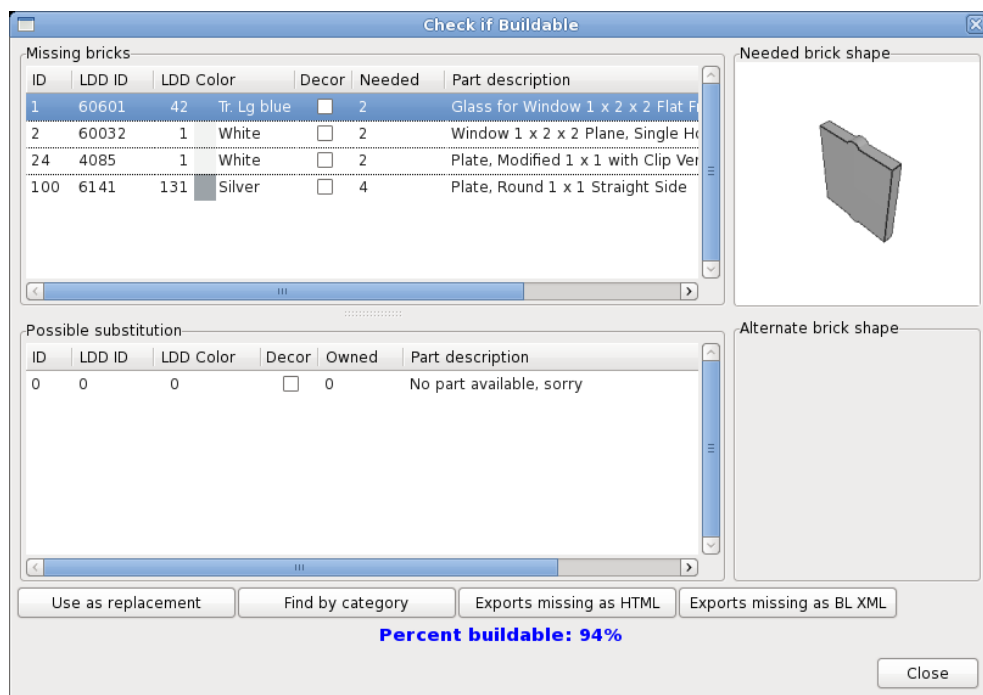 Check if Buildable
Missing bricks
ID LDD ID LDD Color Decor Needed Part description
1 60601 42 Tr. Lg blue 2 Glass for Window 1 x 2 x 2 Flat Fr
2 60032 1 White 2 Window 1 x 2 x 2 Plane, Single Ho
24 4085 1 White 2 Plate, Modified 1 x 1 with Clip Ver
100 6141 131 Silver 4 Plate, Round 1 x 1 Straight Side
Needed brick shape
Possible substitution
ID LDD ID LDD Color Decor Owned Part description
0 0 0 0 No part available, sorry
Alternate brick shape
Use as replacement Find by category Exports missing as HTML Exports missing as BL XML
Percent buildable: 94%
Close